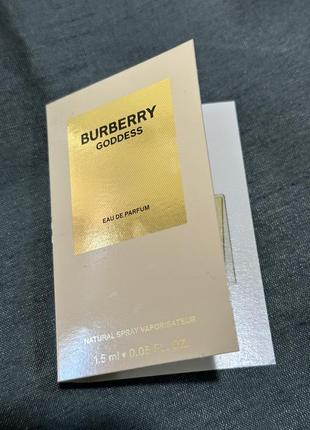 BURBERRY
GODDESS
EAU DE PARFUM
NATURAL SPRAY VAPORISATEUR
1.5 ml e 0.05 FL. OZ.